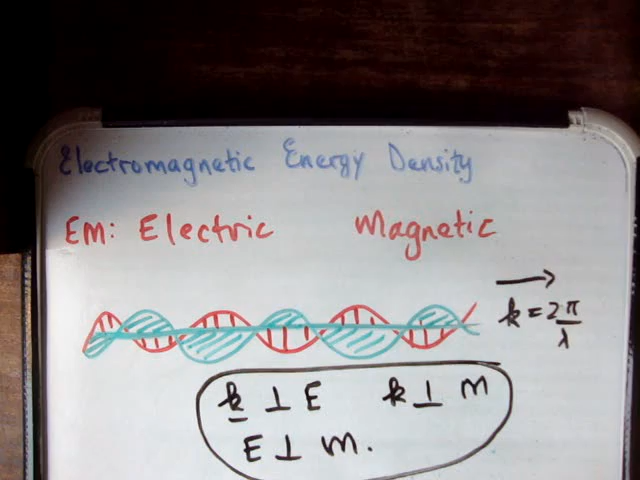 Electromagnetic Energy Density
EM: Electric Magnetic
k = 2π/λ
k ⊥ E k ⊥ M
E ⊥ M.